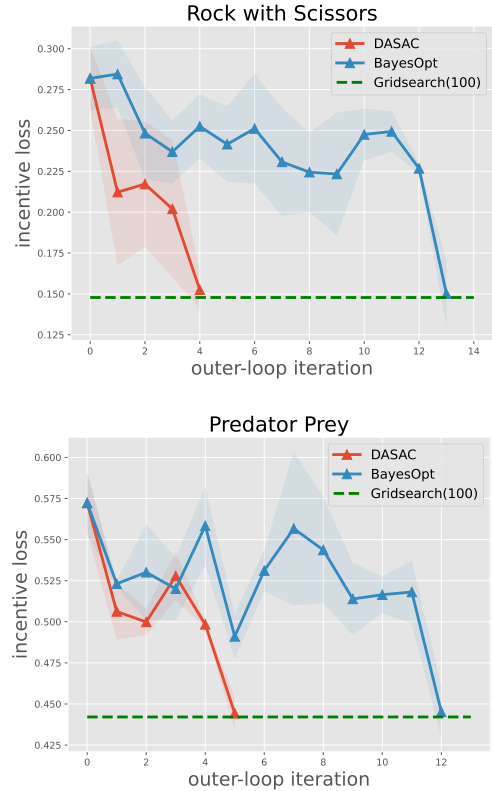 Rock with Scissors
DASAC
BayesOpt
Gridsearch(100)
0.300
0.275
0.250
0.225
0.200
0.175
0.150
0.125
incentive loss
0 2 4 6 8 10 12 14
outer-loop iteration
Predator Prey
DASAC
BayesOpt
Gridsearch(100)
0.600
0.575
0.550
0.525
0.500
0.475
0.450
0.425
incentive loss
0 2 4 6 8 10 12
outer-loop iteration